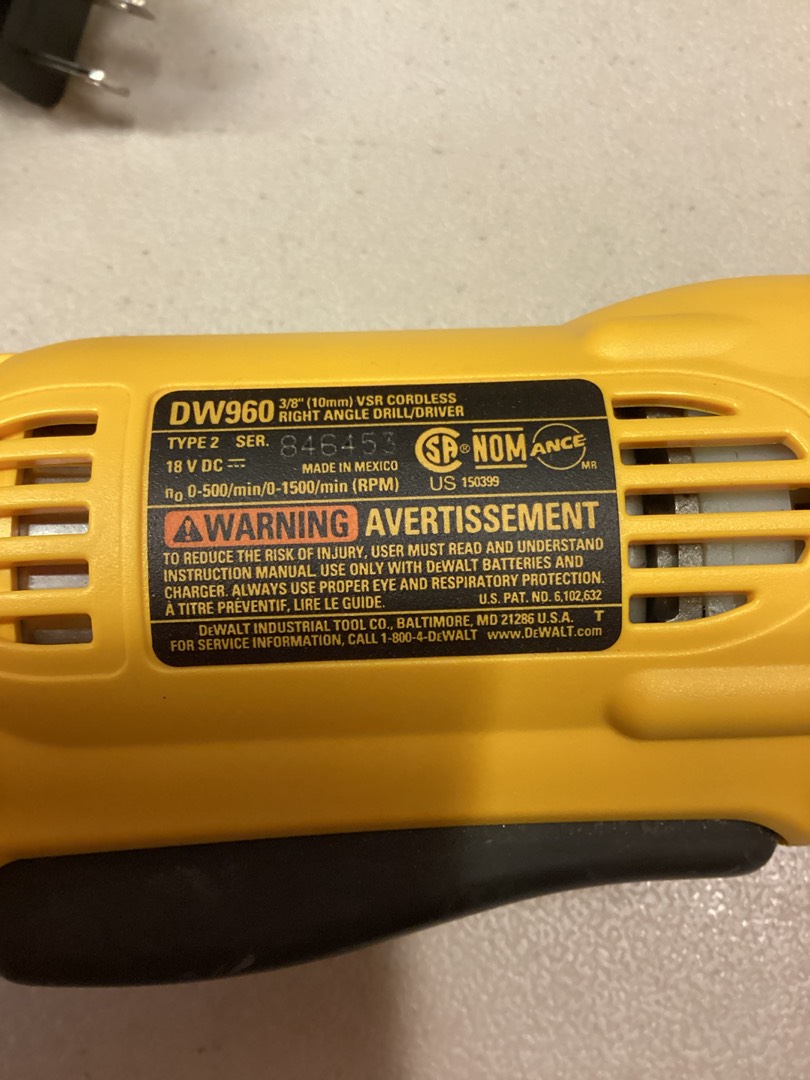 DW960 3/8" (10mm) VSR CORDLESS
RIGHT ANGLE DRILL/DRIVER
TYPE 2 SER. 846453
18 V DC ⎓ MADE IN MEXICO
n₀ 0-500/min/0-1500/min (RPM)
SA® NOM ANCE MR
US 150399
⚠WARNING AVERTISSEMENT
TO REDUCE THE RISK OF INJURY, USER MUST READ AND UNDERSTAND
INSTRUCTION MANUAL. USE ONLY WITH DEWALT BATTERIES AND
CHARGER. ALWAYS USE PROPER EYE AND RESPIRATORY PROTECTION.
À TITRE PRÉVENTIF, LIRE LE GUIDE. U.S. PAT. NO. 6,102,632
DEWALT INDUSTRIAL TOOL CO., BALTIMORE, MD 21286 U.S.A. T
FOR SERVICE INFORMATION, CALL 1-800-4-DEWALT www.DEWALT.com